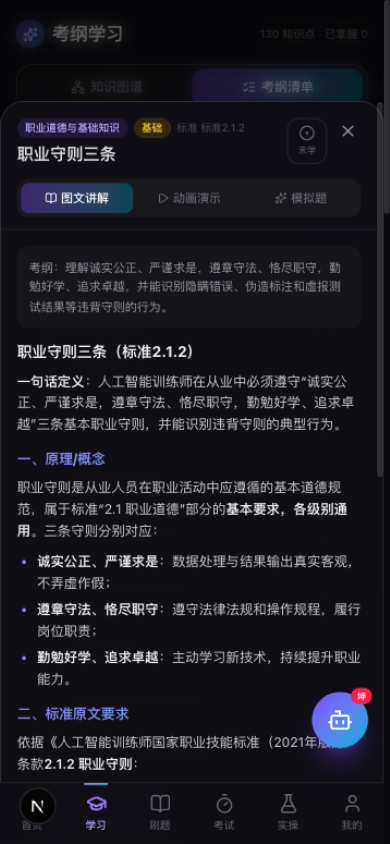 考纲学习
130 知识点 · 已掌握 0
知识图谱
考纲清单
职业道德与基础知识 基础 标准 标准2.1.2
未学
职业守则三条
图文讲解
动画演示
模拟题
考纲：理解诚实公正、严谨求是，遵章守法、恪尽职守，勤
勉好学、追求卓越，并能识别隐瞒错误、伪造标注和虚报测
试结果等违背守则的行为。
职业守则三条（标准2.1.2）
一句话定义：人工智能训练师在从业中必须遵守“诚实公
正、严谨求是，遵章守法、恪尽职守，勤勉好学、追求卓
越”三条基本职业守则，并能识别违背守则的典型行为。
一、原理/概念
职业守则是从业人员在职业活动中应遵循的基本道德规
范，属于标准“2.1 职业道德”部分的基本要求，各级别通
用。三条守则分别对应：
• 诚实公正、严谨求是：数据处理与结果输出真实客观，
不弄虚作假；
• 遵章守法、恪尽职守：遵守法律法规和操作规程，履行
岗位职责；
• 勤勉好学、追求卓越：主动学习新技术，持续提升职业
能力。
坤
二、标准原文要求
依据《人工智能训练师国家职业技能标准（2021年版
条款2.1.2 职业守则：
N
首页
学习
刷题
考试
实操
我的